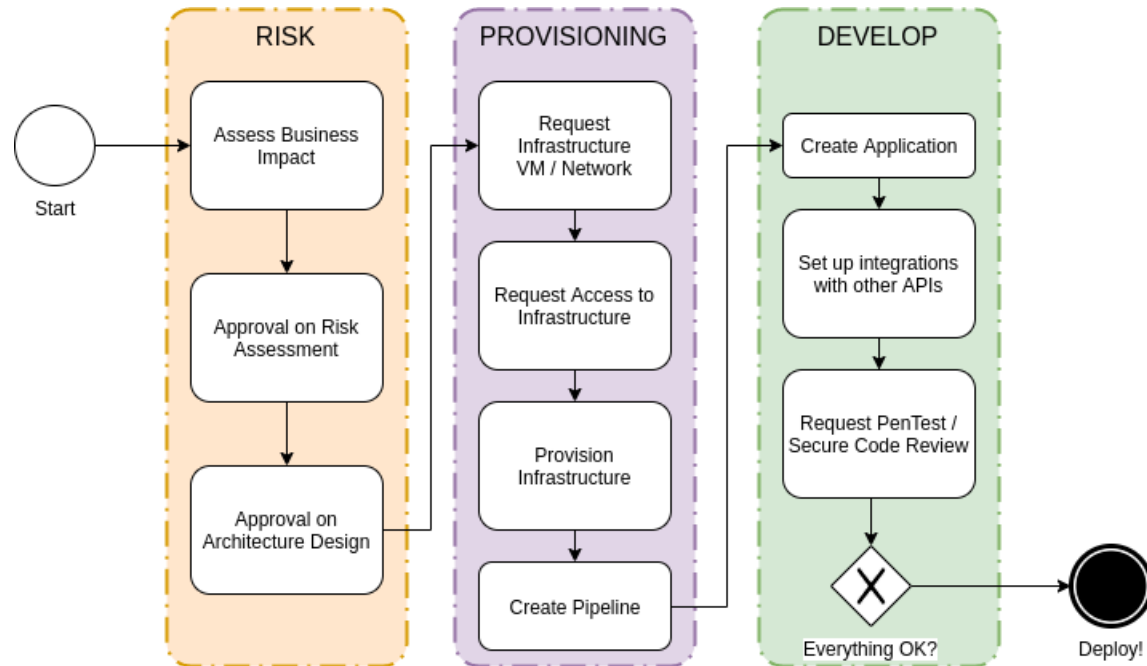 RISK
PROVISIONING
DEVELOP
Start
Assess Business
Impact
Approval on Risk
Assessment
Approval on
Architecture Design
Request
Infrastructure
VM / Network
Request Access to
Infrastructure
Provision
Infrastructure
Create Pipeline
Create Application
Set up integrations
with other APIs
Request PenTest /
Secure Code Review
X
Everything OK?
Deploy!